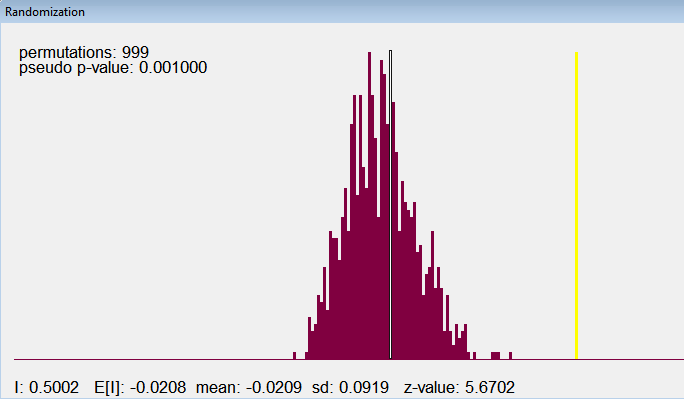 Randomization
permutations: 999
pseudo p-value: 0.001000
I: 0.5002 E[I]: -0.0208 mean: -0.0209 sd: 0.0919 z-value: 5.6702